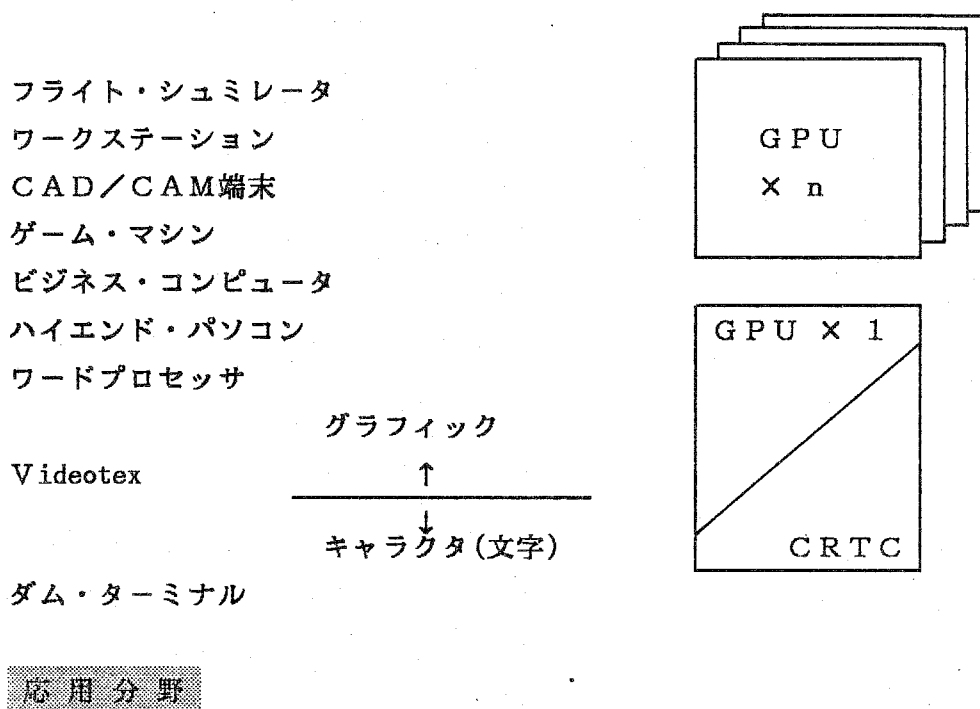 フライト・シュミレータ
ワークステーション
CAD/CAM端末
ゲーム・マシン
ビジネス・コンピュータ
ハイエンド・パソコン
ワードプロセッサ
グラフィック
Videotex
↑
↓
キャラクタ(文字)
ダム・ターミナル
応用分野
GPU
× n
GPU × 1
CRTC